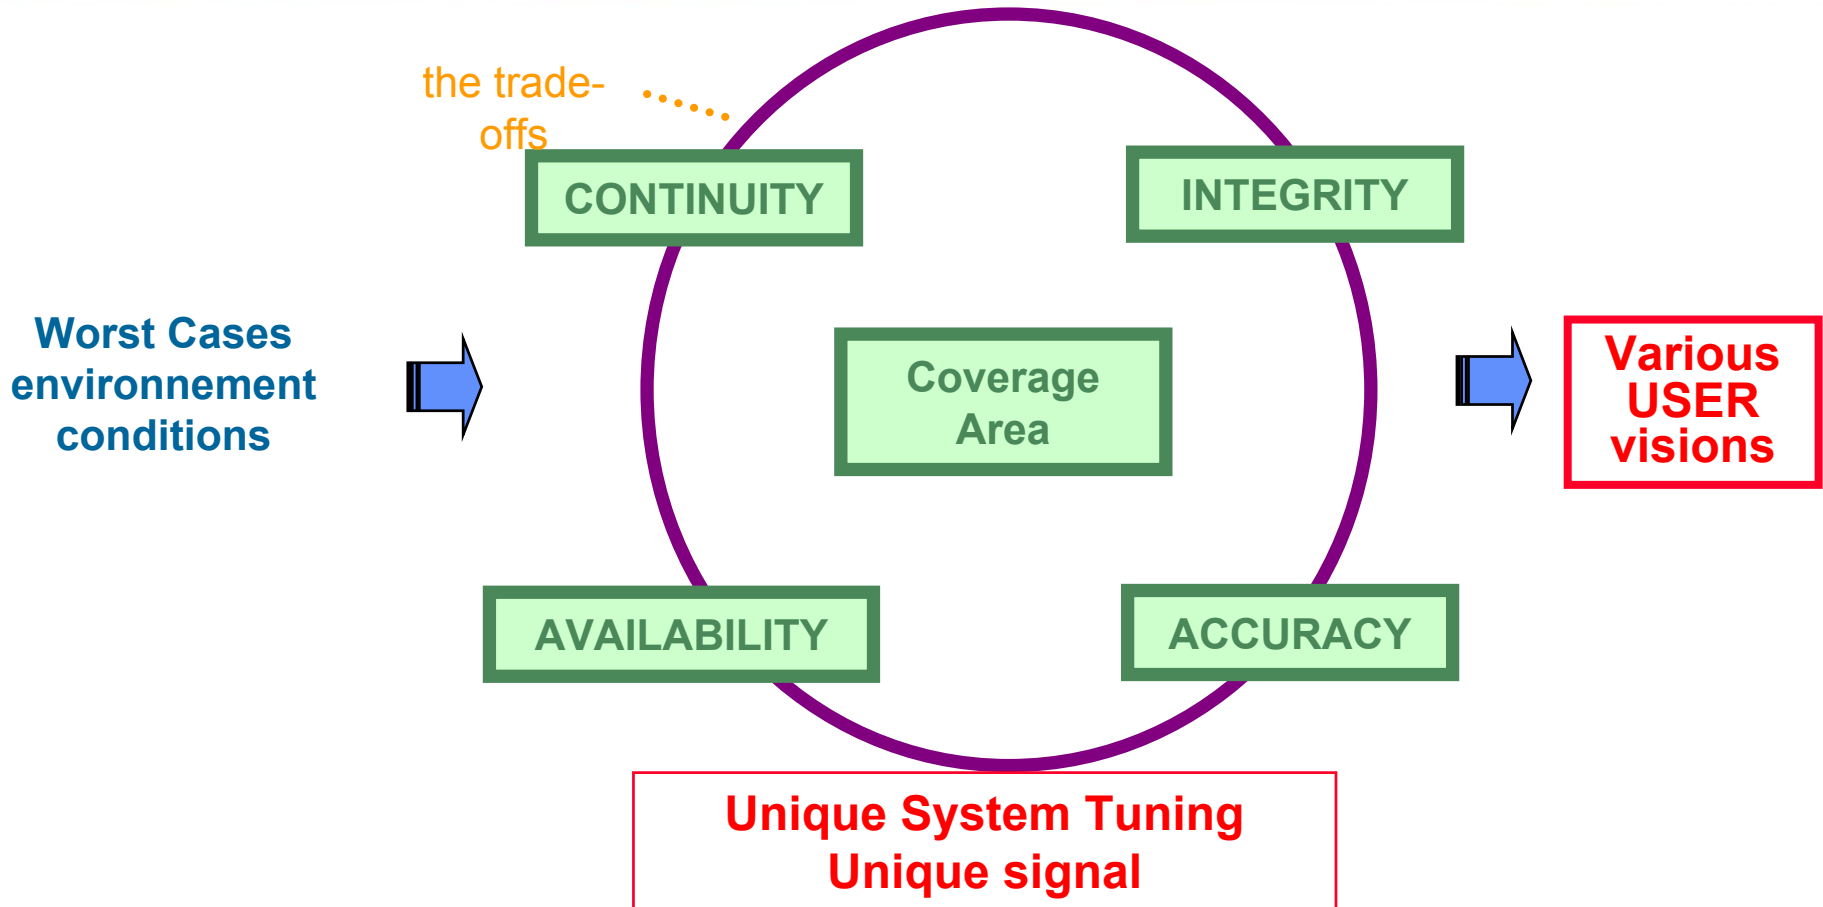 the trade-
offs
CONTINUITY
INTEGRITY
Worst Cases
environnement
conditions
Coverage
Area
Various
USER
visions
AVAILABILITY
ACCURACY
Unique System Tuning
Unique signal